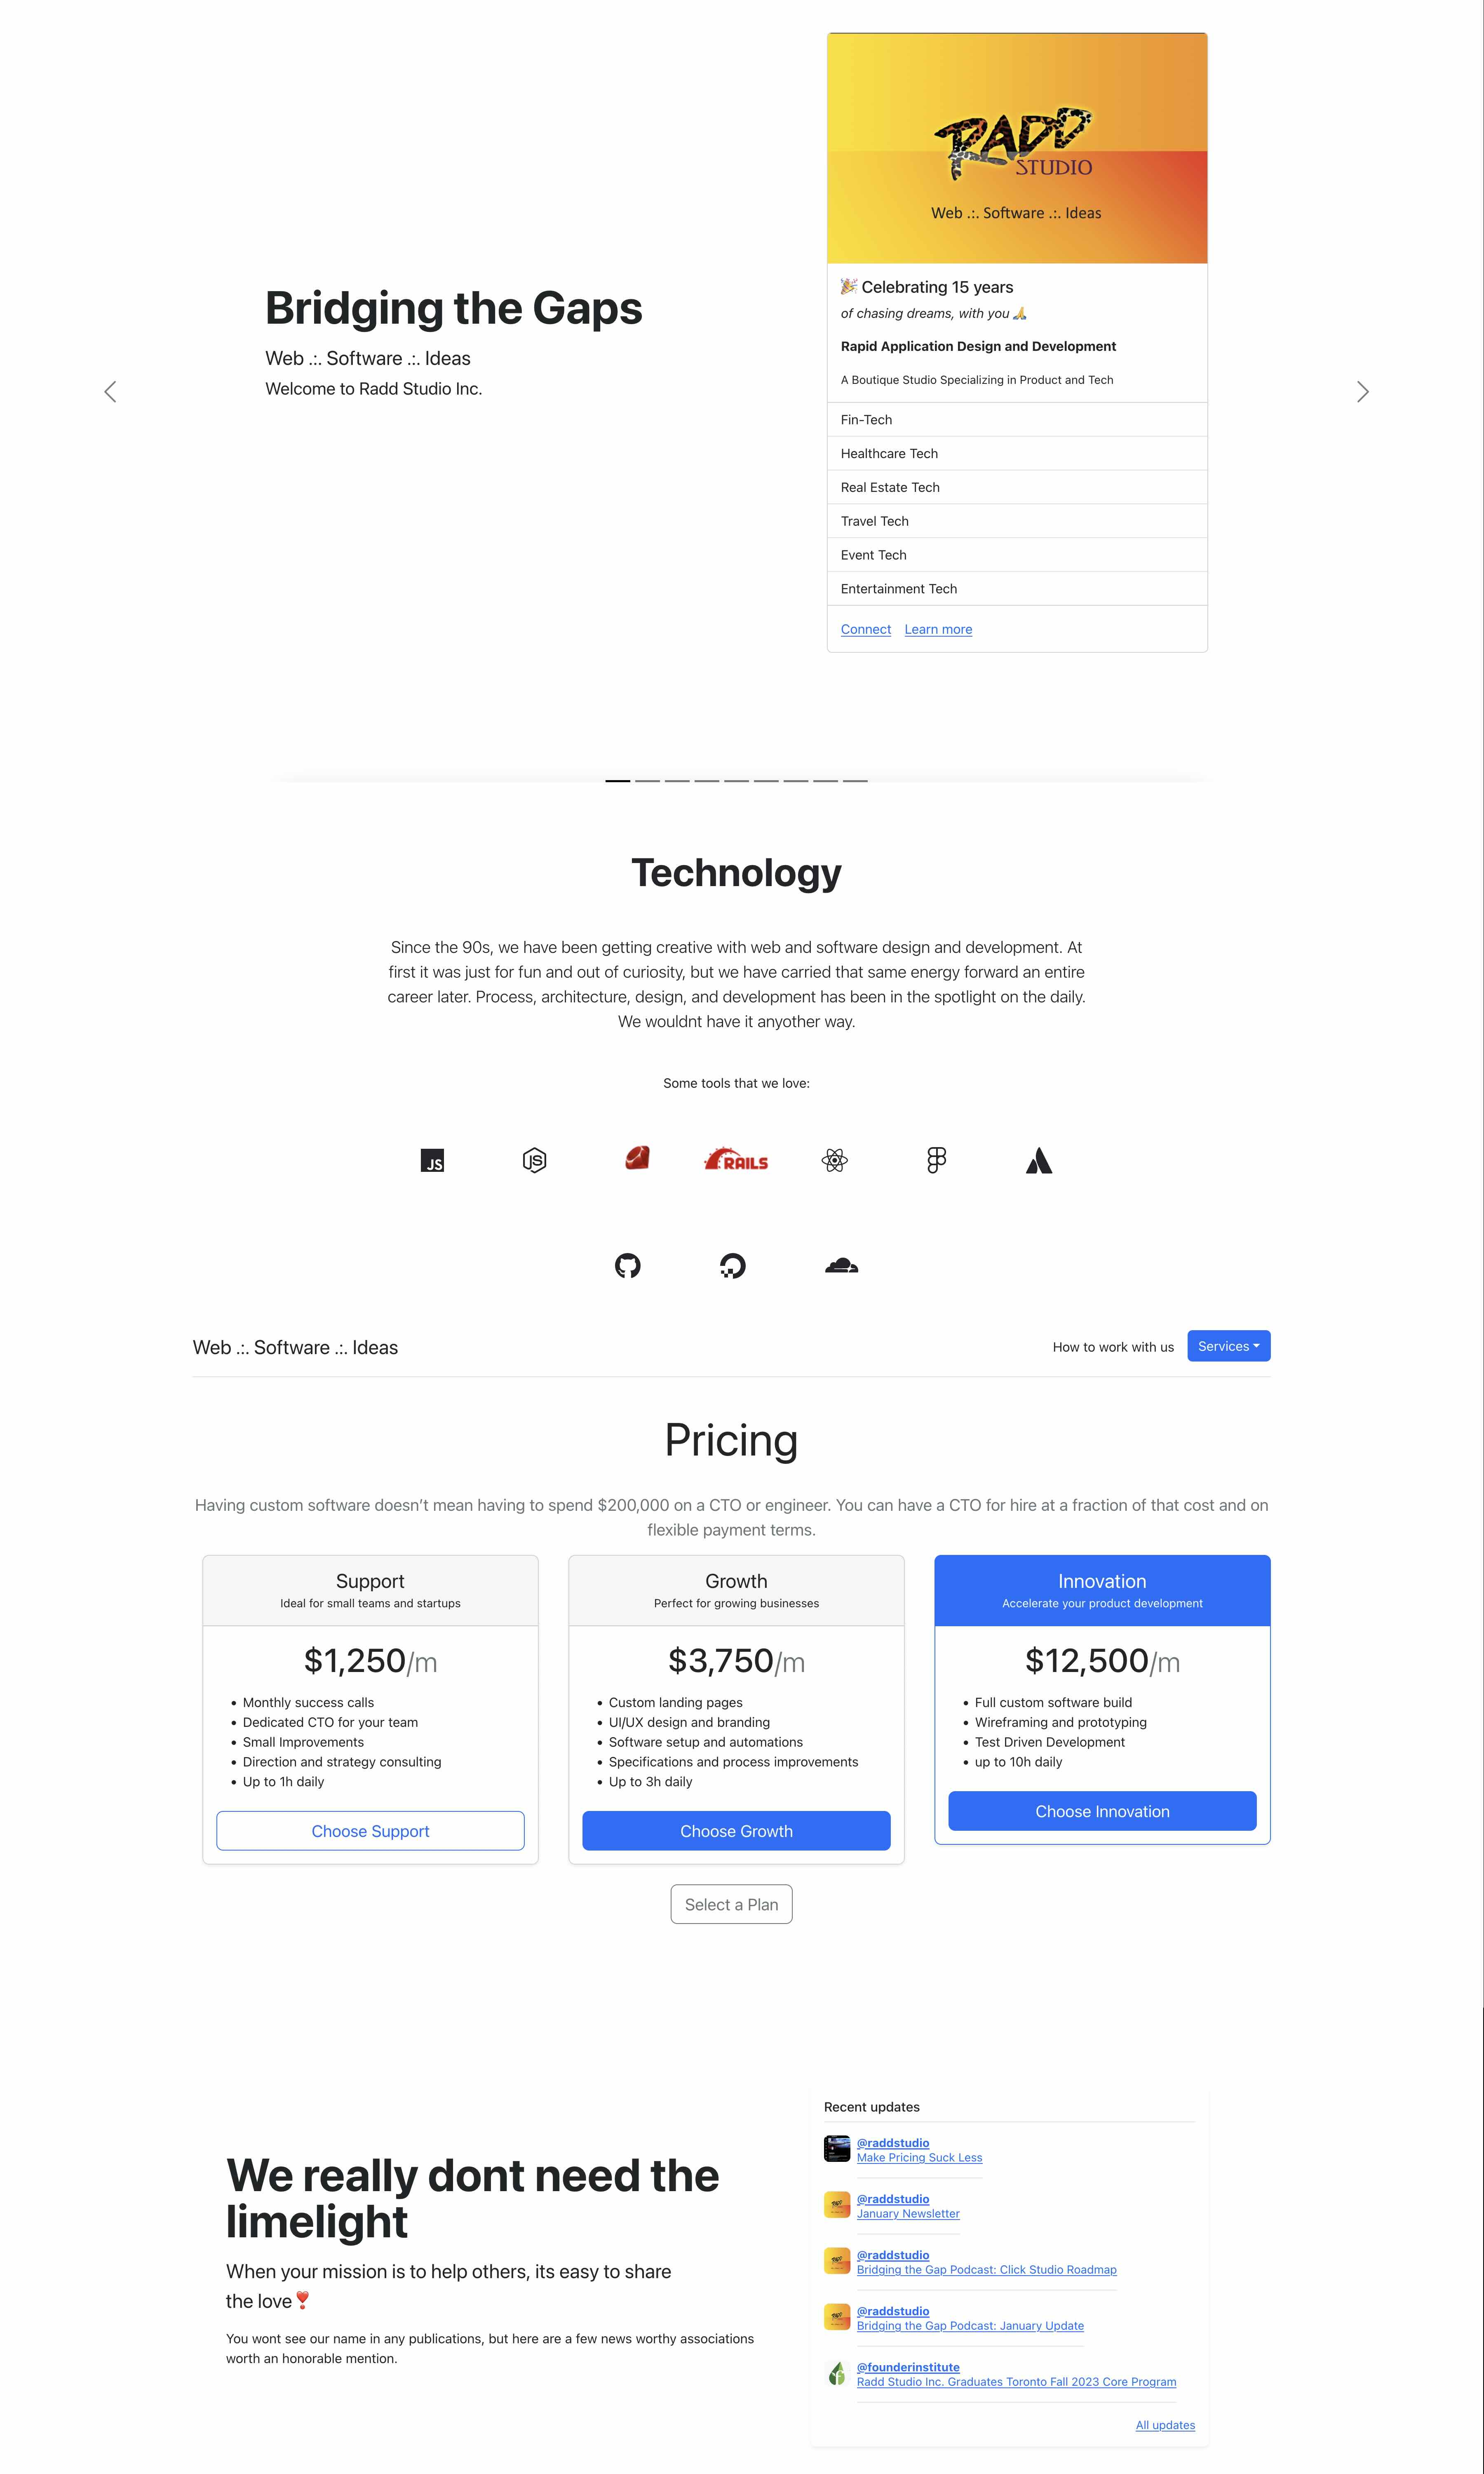 RADD
STUDIO
Web .:. Software .:. Ideas
Bridging the Gaps
Web .:. Software .:. Ideas
Welcome to Radd Studio Inc.
🎉 Celebrating 15 years
of chasing dreams, with you 🙏
Rapid Application Design and Development
A Boutique Studio Specializing in Product and Tech
Fin-Tech
Healthcare Tech
Real Estate Tech
Travel Tech
Event Tech
Entertainment Tech
Connect Learn more
Technology
Since the 90s, we have been getting creative with web and software design and development. At
first it was just for fun and out of curiosity, but we have carried that same energy forward an entire
career later. Process, architecture, design, and development has been in the spotlight on the daily.
We wouldnt have it anyother way.
Some tools that we love:
JS JS RAILS
Web .:. Software .:. Ideas
How to work with us Services
Pricing
Having custom software doesn’t mean having to spend $200,000 on a CTO or engineer. You can have a CTO for hire at a fraction of that cost and on
flexible payment terms.
Support
Ideal for small teams and startups
$1,250/m
• Monthly success calls
• Dedicated CTO for your team
• Small Improvements
• Direction and strategy consulting
• Up to 1h daily
Choose Support
Growth
Perfect for growing businesses
$3,750/m
• Custom landing pages
• UI/UX design and branding
• Software setup and automations
• Specifications and process improvements
• Up to 3h daily
Choose Growth
Innovation
Accelerate your product development
$12,500/m
• Full custom software build
• Wireframing and prototyping
• Test Driven Development
• up to 10h daily
Choose Innovation
Select a Plan
We really dont need the
limelight
When your mission is to help others, its easy to share
the love❣️
You wont see our name in any publications, but here are a few news worthy associations
worth an honorable mention.
Recent updates
@raddstudio
Make Pricing Suck Less
@raddstudio
January Newsletter
@raddstudio
Bridging the Gap Podcast: Click Studio Roadmap
@raddstudio
Bridging the Gap Podcast: January Update
@founderinstitute
Radd Studio Inc. Graduates Toronto Fall 2023 Core Program
All updates